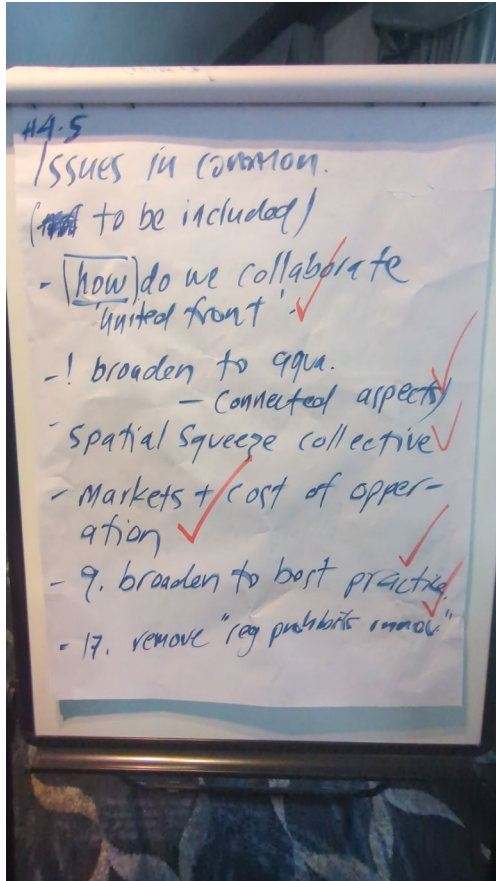 #4.5
Issues in common.
( to be included)
- how do we collaborate
'united front'.
-! broaden to aqua.
- connected aspects)
- Spatial Squeeze collective
- Markets + cost of opper-
ation
- 9. broaden to best practice
- 17. remove "reg prohibits innov."